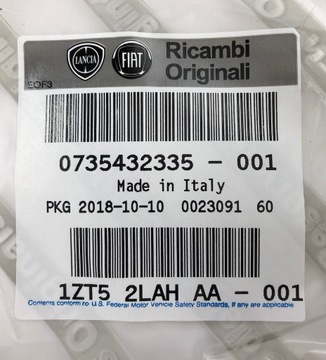 LANCIA
FIAT
Ricambi
Originali
EOF3
0735432335 - 001
Made in Italy
PKG 2018-10-10 0023091 60
1ZT5 2LAH AA - 001
Contents conform to U.S. Federal Motor Vehicle Safety Standards, if any are applicable